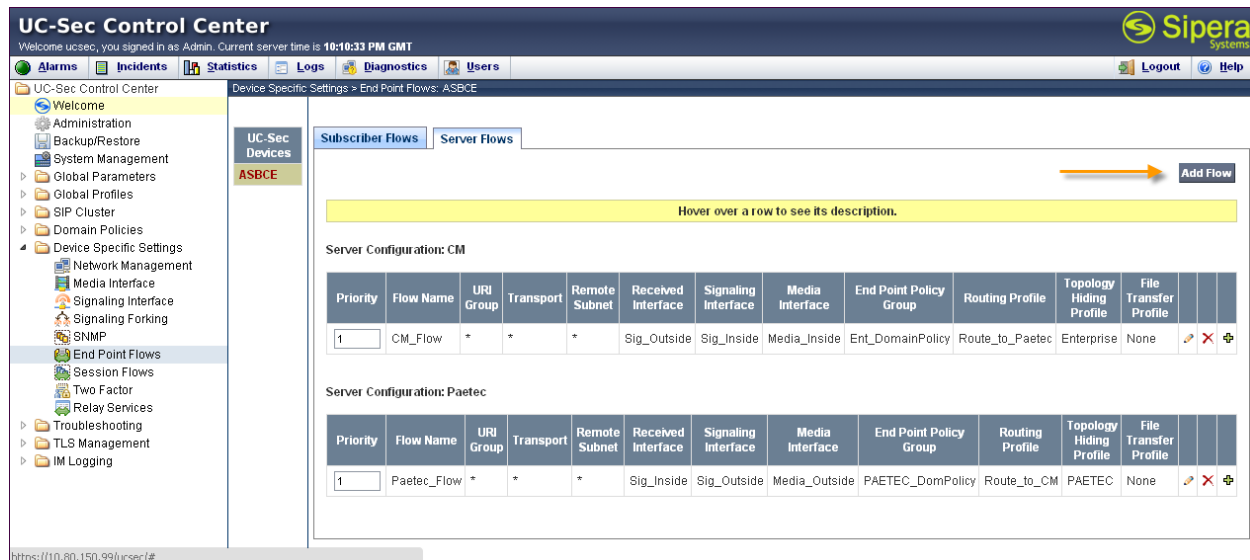 UC-Sec Control Center
Welcome ucsec, you signed in as Admin. Current server time is 10:10:33 PM GMT
Sipera
Systems
Alarms Incidents Statistics Logs Diagnostics Users Logout Help
UC-Sec Control Center
Welcome
Administration
Backup/Restore
System Management
Global Parameters
Global Profiles
SIP Cluster
Domain Policies
Device Specific Settings
Network Management
Media Interface
Signaling Interface
Signaling Forking
SNMP
End Point Flows
Session Flows
Two Factor
Relay Services
Troubleshooting
TLS Management
IM Logging
Device Specific Settings > End Point Flows: ASBCE
UC-Sec
Devices
ASBCE
Subscriber Flows Server Flows
Add Flow
Hover over a row to see its description.
Server Configuration: CM
Priority Flow Name URI Group Transport Remote Subnet Received Interface Signaling Interface Media Interface End Point Policy Group Routing Profile Topology Hiding Profile File Transfer Profile
1 CM_Flow * * * Sig_Outside Sig_Inside Media_Inside Ent_DomainPolicy Route_to_Paetec Enterprise None
Server Configuration: Paetec
Priority Flow Name URI Group Transport Remote Subnet Received Interface Signaling Interface Media Interface End Point Policy Group Routing Profile Topology Hiding Profile File Transfer Profile
1 Paetec_Flow * * * Sig_Inside Sig_Outside Media_Outside PAETEC_DomPolicy Route_to_CM PAETEC None
https://10.80.150.99/ucsec/#